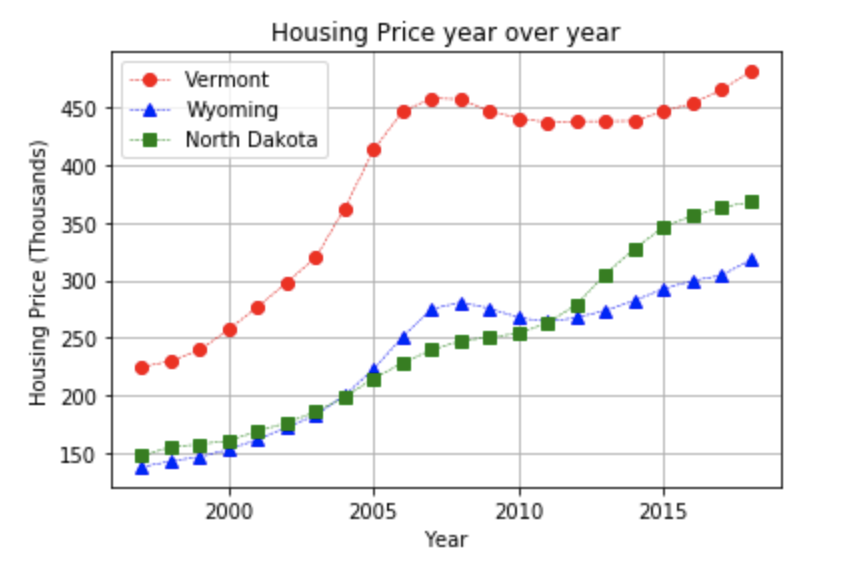 Housing Price year over year
Vermont
Wyoming
North Dakota
Housing Price (Thousands)
450
400
350
300
250
200
150
2000 2005 2010 2015
Year